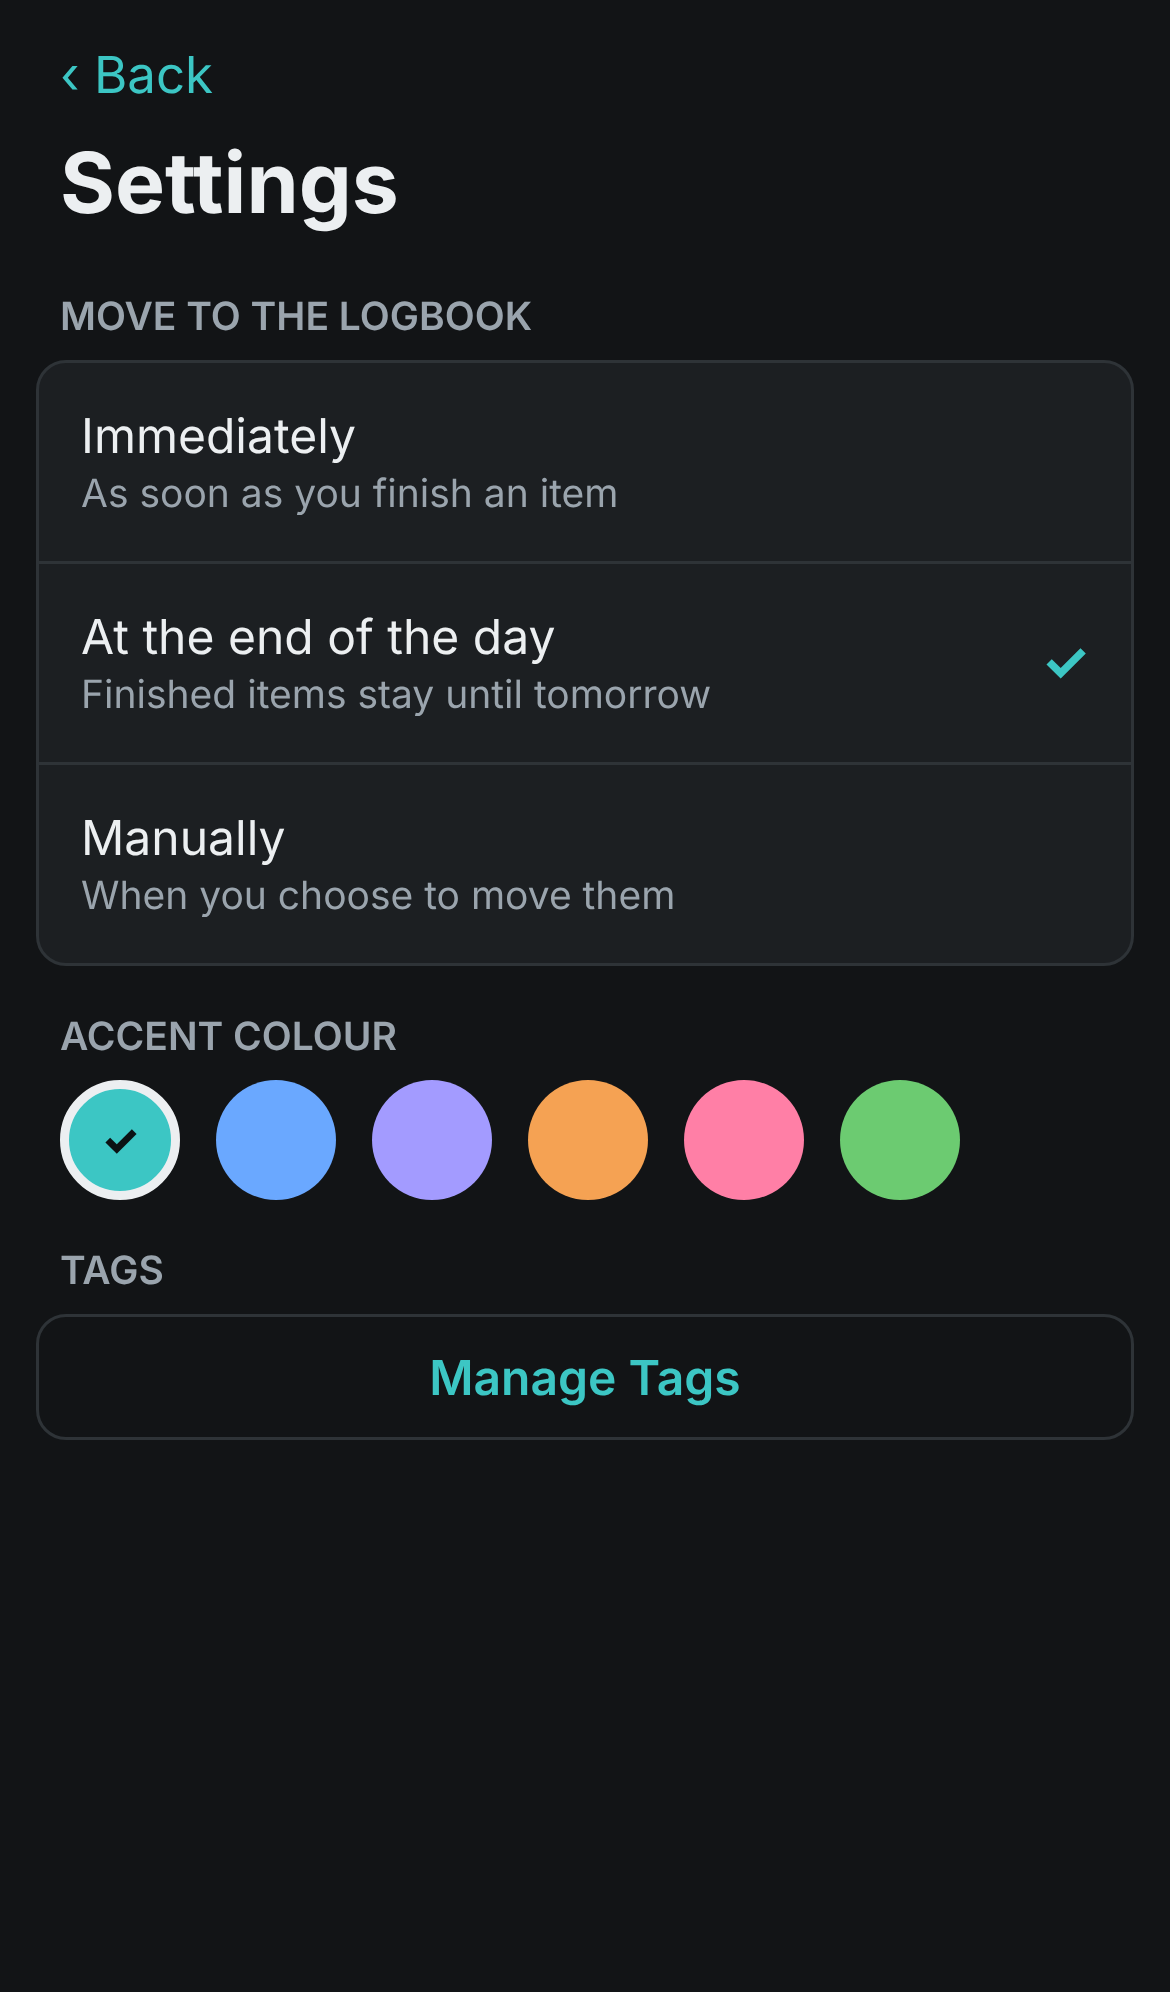 ‹ Back
Settings
MOVE TO THE LOGBOOK
Immediately
As soon as you finish an item
At the end of the day
Finished items stay until tomorrow
Manually
When you choose to move them
ACCENT COLOUR
TAGS
Manage Tags